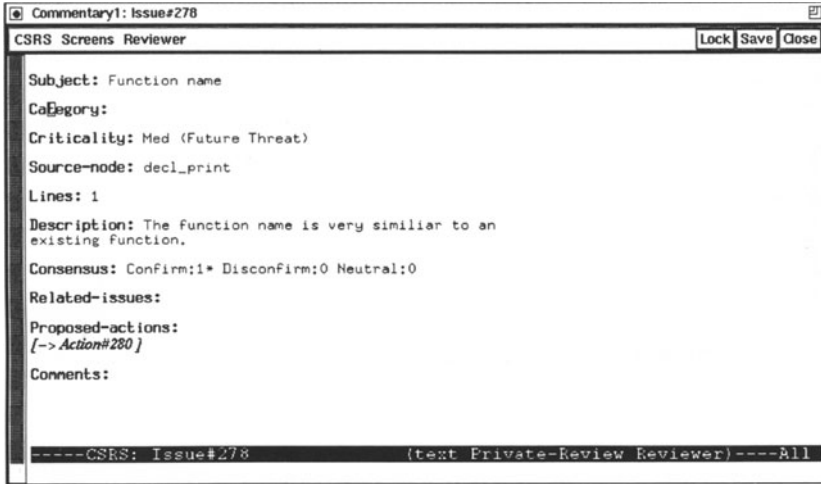 Commentary1: Issue#278
CSRS Screens Reviewer Lock Save Close
Subject: Function name
Category:
Criticality: Med (Future Threat)
Source-node: decl_print
Lines: 1
Description: The function name is very similiar to an
existing function.
Consensus: Confirm:1* Disconfirm:0 Neutral:0
Related-issues:
Proposed-actions:
[-> Action#280 ]
Comments:
-----CSRS: Issue#278 (text Private-Review Reviewer)----All